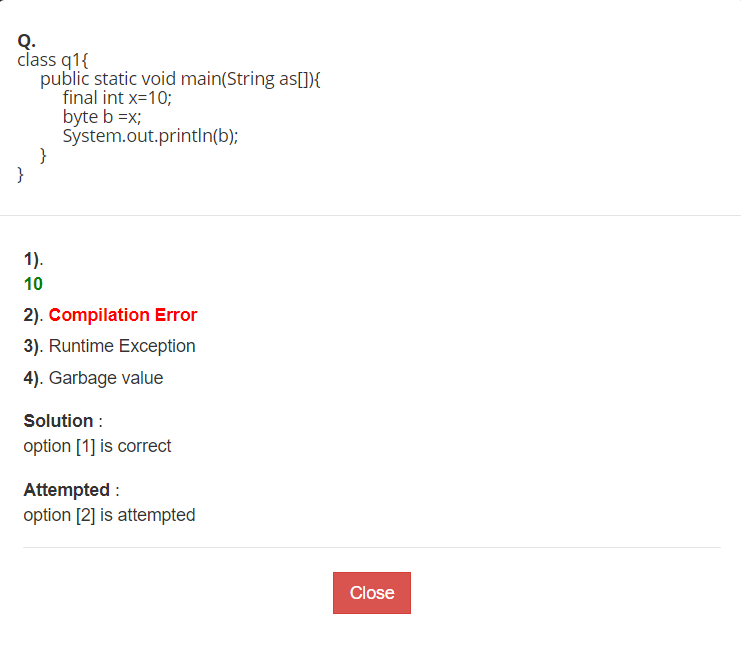 Q.
class q1{
public static void main(String as[]){
final int x=10;
byte b =x;
System.out.println(b);
}
}
1).
10
2). Compilation Error
3). Runtime Exception
4). Garbage value
Solution :
option [1] is correct
Attempted :
option [2] is attempted
Close